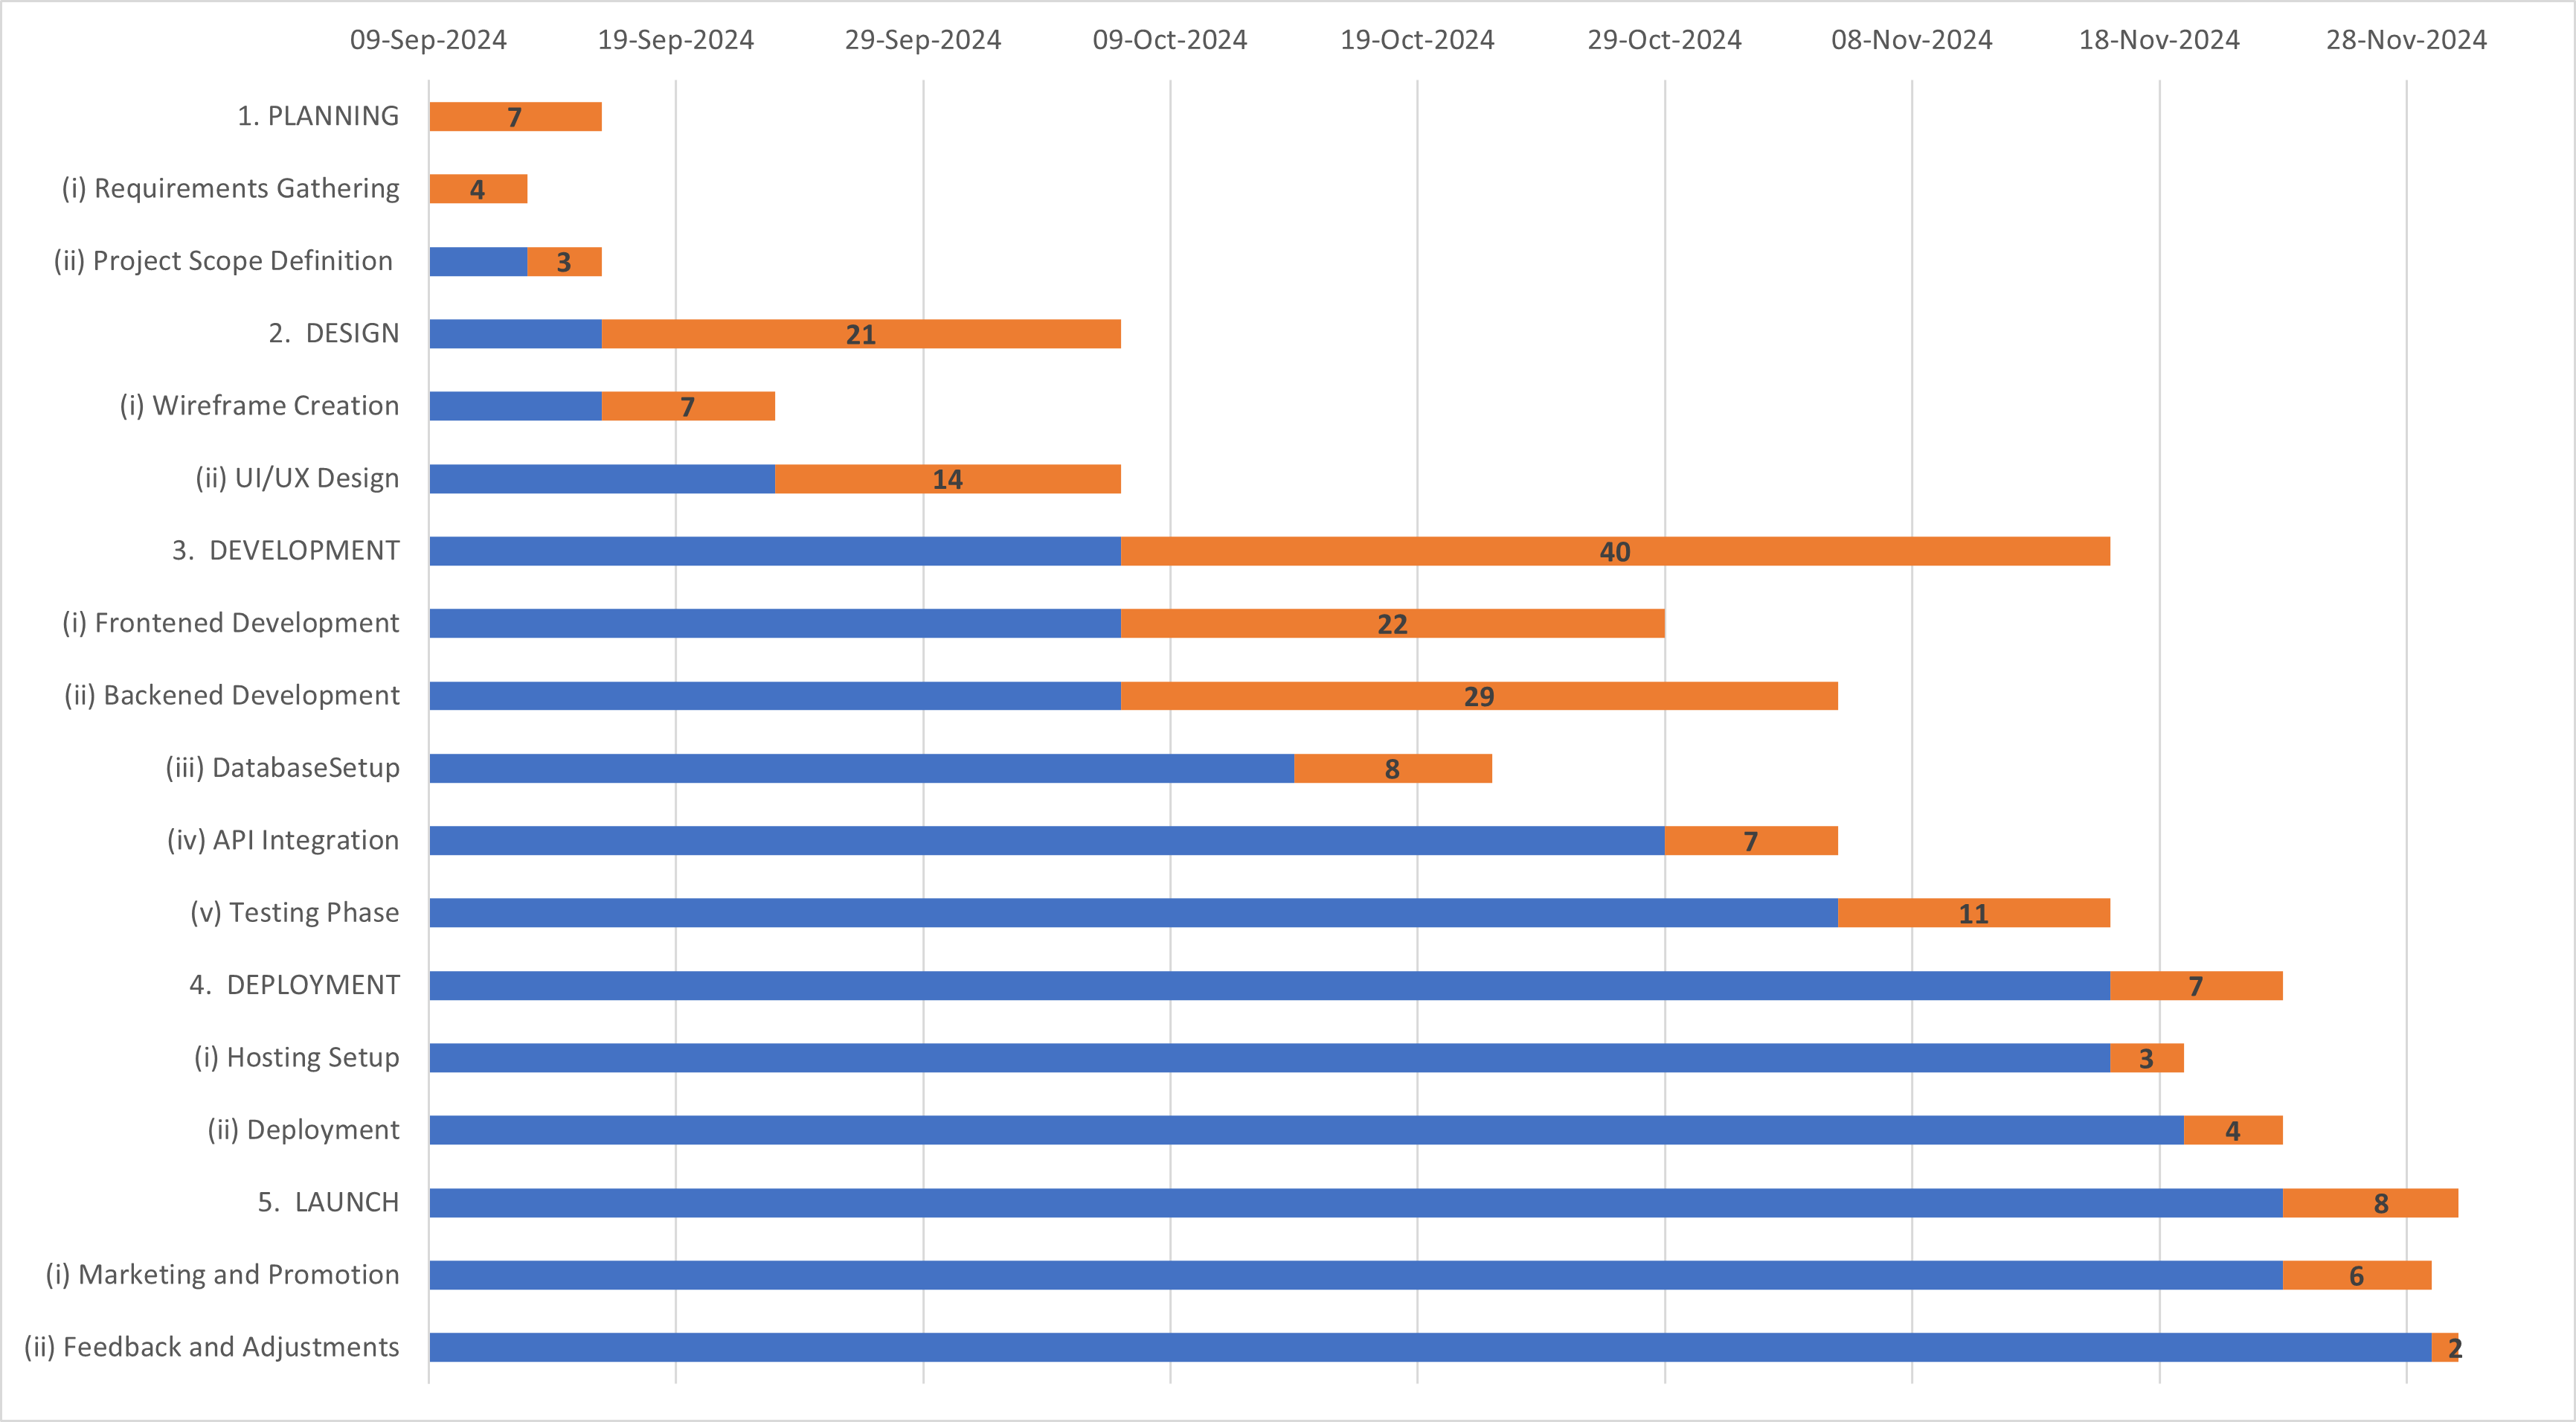 09-Sep-2024 19-Sep-2024 29-Sep-2024 09-Oct-2024 19-Oct-2024 29-Oct-2024 08-Nov-2024 18-Nov-2024 28-Nov-2024
1. PLANNING 7
(i) Requirements Gathering 4
(ii) Project Scope Definition 3
2. DESIGN 21
(i) Wireframe Creation 7
(ii) UI/UX Design 14
3. DEVELOPMENT 40
(i) Frontened Development 22
(ii) Backened Development 29
(iii) DatabaseSetup 8
(iv) API Integration 7
(v) Testing Phase 11
4. DEPLOYMENT 7
(i) Hosting Setup 3
(ii) Deployment 4
5. LAUNCH 8
(i) Marketing and Promotion 6
(ii) Feedback and Adjustments 2